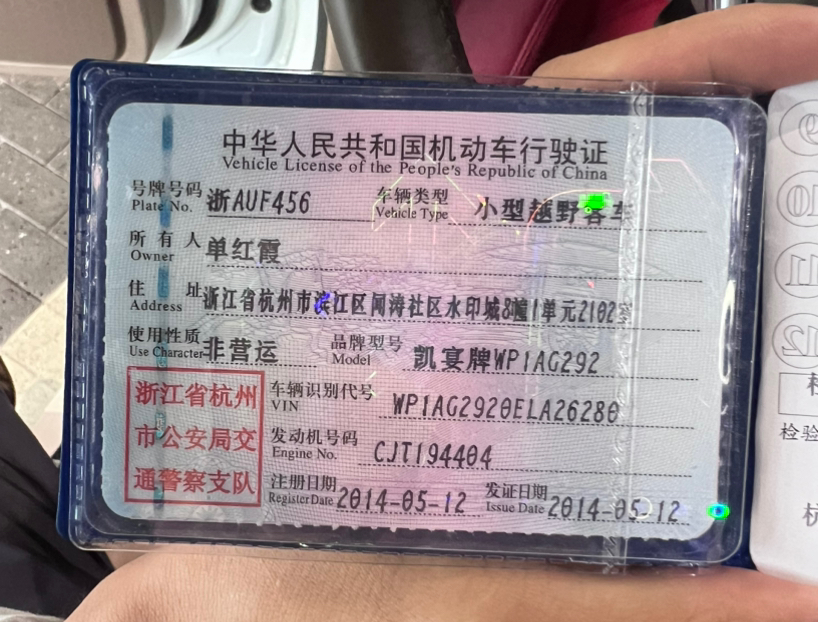 中华人民共和国机动车行驶证
Vehicle License of the People's Republic of China
号牌号码 浙AUF456 车辆类型 小型越野客车
Plate No. Vehicle Type
所有人 单红霞
Owner
住址 浙江省杭州市滨江区闻涛社区水印城8幢1单元2102室
Address
使用性质 非营运 品牌型号 凯宴牌WP1AG292
Use Character Model
浙江省杭州
市公安局交
通警察支队
车辆识别代号 WP1AG2920ELA26280
VIN
发动机号码 CJT194404
Engine No.
注册日期 2014-05-12 发证日期 2014-05-12
Register Date Issue Date
9
10
11
12
检验